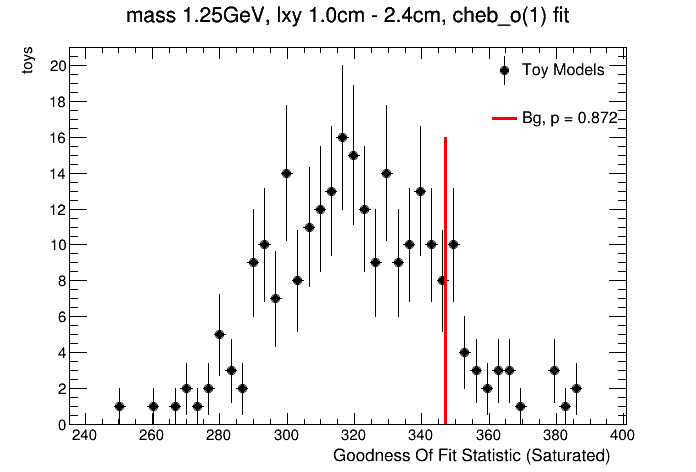 mass 1.25GeV, lxy 1.0cm - 2.4cm, cheb_o(1) fit
toys
20
18
16
14
12
10
8
6
4
2
0
Toy Models
Bg, p = 0.872
240 260 280 300 320 340 360 380 400
Goodness Of Fit Statistic (Saturated)